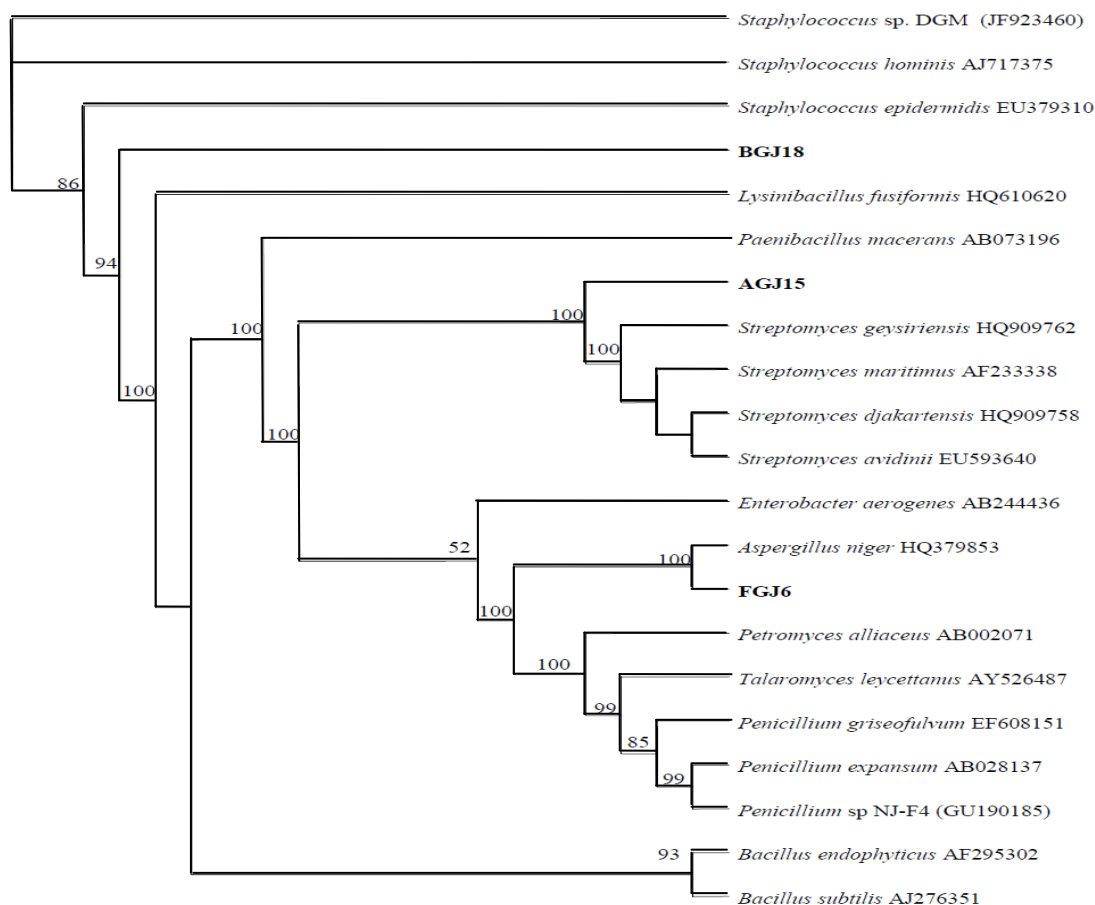 Staphylococcus sp. DGM (JF923460)
Staphylococcus hominis AJ717375
Staphylococcus epidermidis EU379310
BGJ18
86
Lysinibacillus fusiformis HQ610620
Paenibacillus macerans AB073196
94
AGJ15
100
Streptomyces geysiriensis HQ909762
100
100
Streptomyces maritimus AF233338
100
Streptomyces djakartensis HQ909758
100
Streptomyces avidinii EU593640
Enterobacter aerogenes AB244436
52
Aspergillus niger HQ379853
100
FGJ6
100
Petromyces alliaceus AB002071
100
Talaromyces leycettanus AY526487
99
Penicillium griseofulvum EF608151
85
Penicillium expansum AB028137
99
Penicillium sp NJ-F4 (GU190185)
93
Bacillus endophyticus AF295302
Bacillus subtilis AJ276351